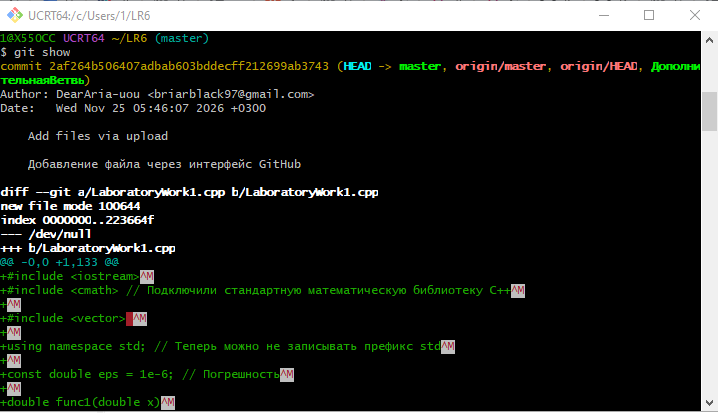 UCRT64:/c/Users/1/LR6
1@X550CC UCRT64 ~/LR6 (master)
$ git show
commit 2af264b506407adbab603bddecff212699ab3743 (HEAD -> master, origin/master, origin/HEAD, Дополни
тельнаяВетвь)
Author: DearAria-uou <briarblack97@gmail.com>
Date:   Wed Nov 25 05:46:07 2026 +0300

    Add files via upload

    Добавление файла через интерфейс GitHub

diff --git a/LaboratoryWork1.cpp b/LaboratoryWork1.cpp
new file mode 100644
index 0000000..223664f
--- /dev/null
+++ b/LaboratoryWork1.cpp
@@ -0,0 +1,133 @@
+#include <iostream>^M
+#include <cmath> // Подключили стандартную математическую библиотеку C++^M
+^M
+#include <vector> ^M
+^M
+using namespace std; // Теперь можно не записывать префикс std^M
+^M
+const double eps = 1e-6; // Погрешность^M
+^M
+double func1(double x)^M